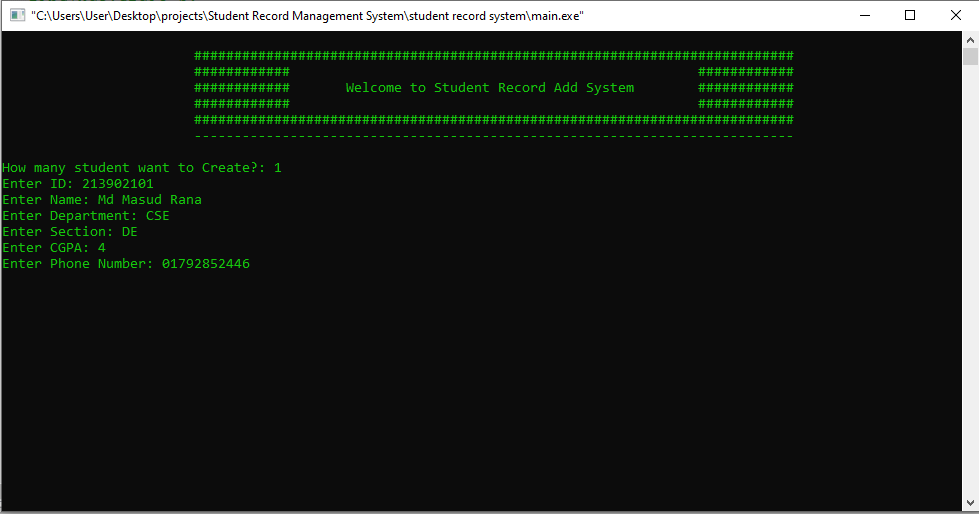 "C:\Users\User\Desktop\projects\Student Record Management System\student record system\main.exe"
###########################################################################
############ ############
############ Welcome to Student Record Add System ############
############ ############
###########################################################################
---------------------------------------------------------------------------
How many student want to Create?: 1
Enter ID: 213902101
Enter Name: Md Masud Rana
Enter Department: CSE
Enter Section: DE
Enter CGPA: 4
Enter Phone Number: 01792852446